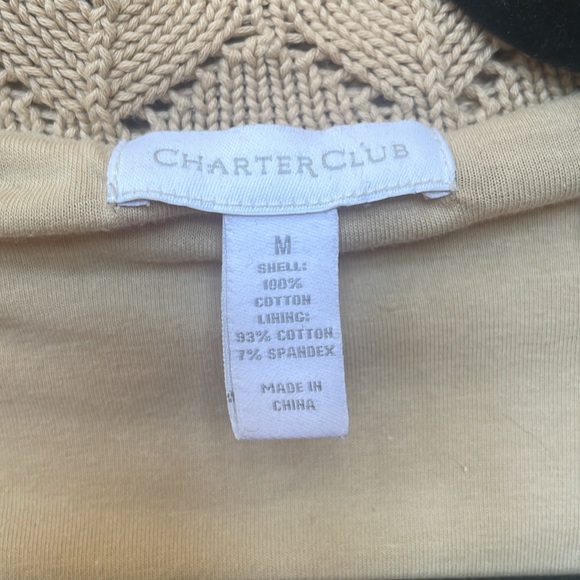 CHARTER CLUB
M
SHELL:
100%
COTTON
LINING:
93% COTTON
7% SPANDEX
MADE IN
CHINA